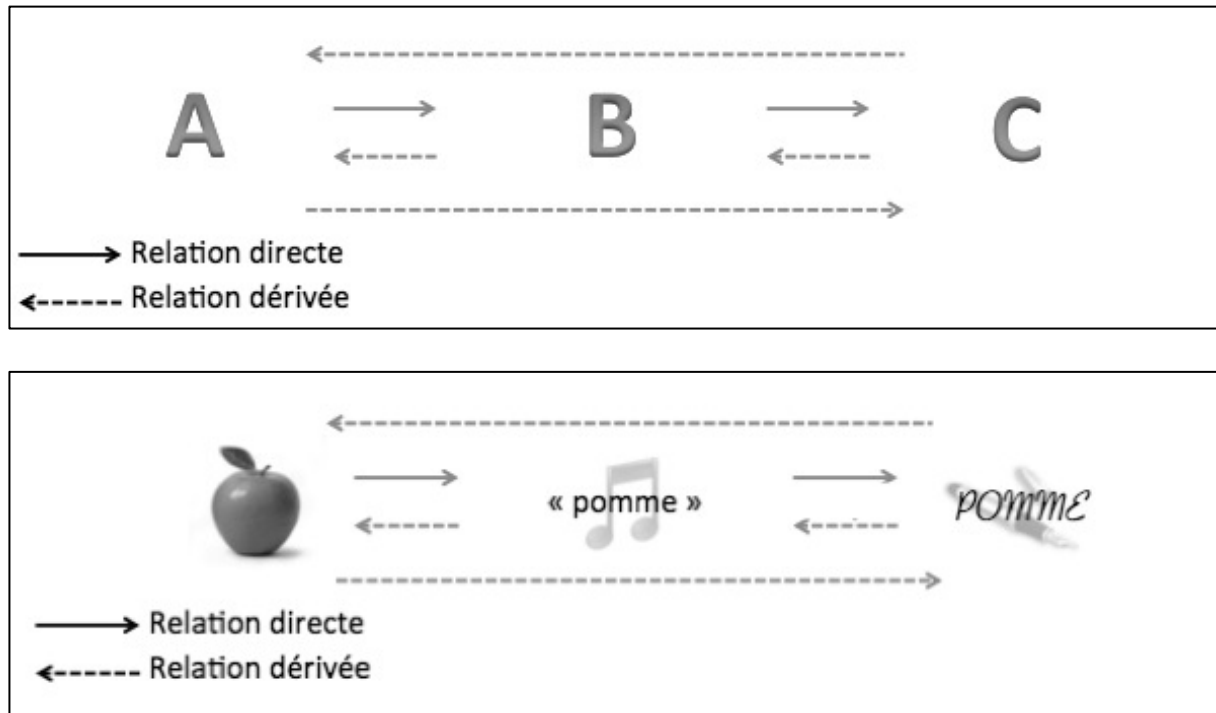 A B C
Relation directe
Relation dérivée
« pomme » POMME
Relation directe
Relation dérivée